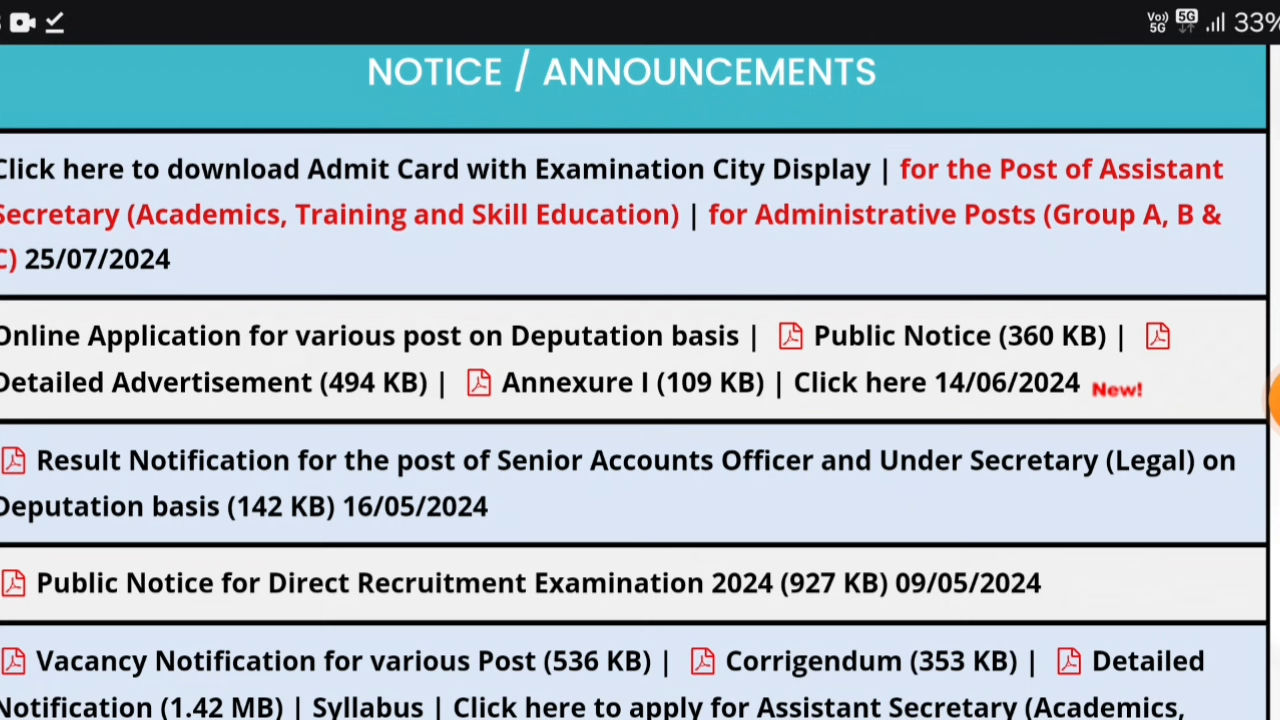 Vo)) 5G 5G 33%
NOTICE / ANNOUNCEMENTS
Click here to download Admit Card with Examination City Display | for the Post of Assistant
Secretary (Academics, Training and Skill Education) | for Administrative Posts (Group A, B &
C) 25/07/2024
Online Application for various post on Deputation basis | Public Notice (360 KB) |
Detailed Advertisement (494 KB) | Annexure I (109 KB) | Click here 14/06/2024 New!
Result Notification for the post of Senior Accounts Officer and Under Secretary (Legal) on
Deputation basis (142 KB) 16/05/2024
Public Notice for Direct Recruitment Examination 2024 (927 KB) 09/05/2024
Vacancy Notification for various Post (536 KB) | Corrigendum (353 KB) | Detailed
Notification (1.42 MB) | Syllabus | Click here to apply for Assistant Secretary (Academics,